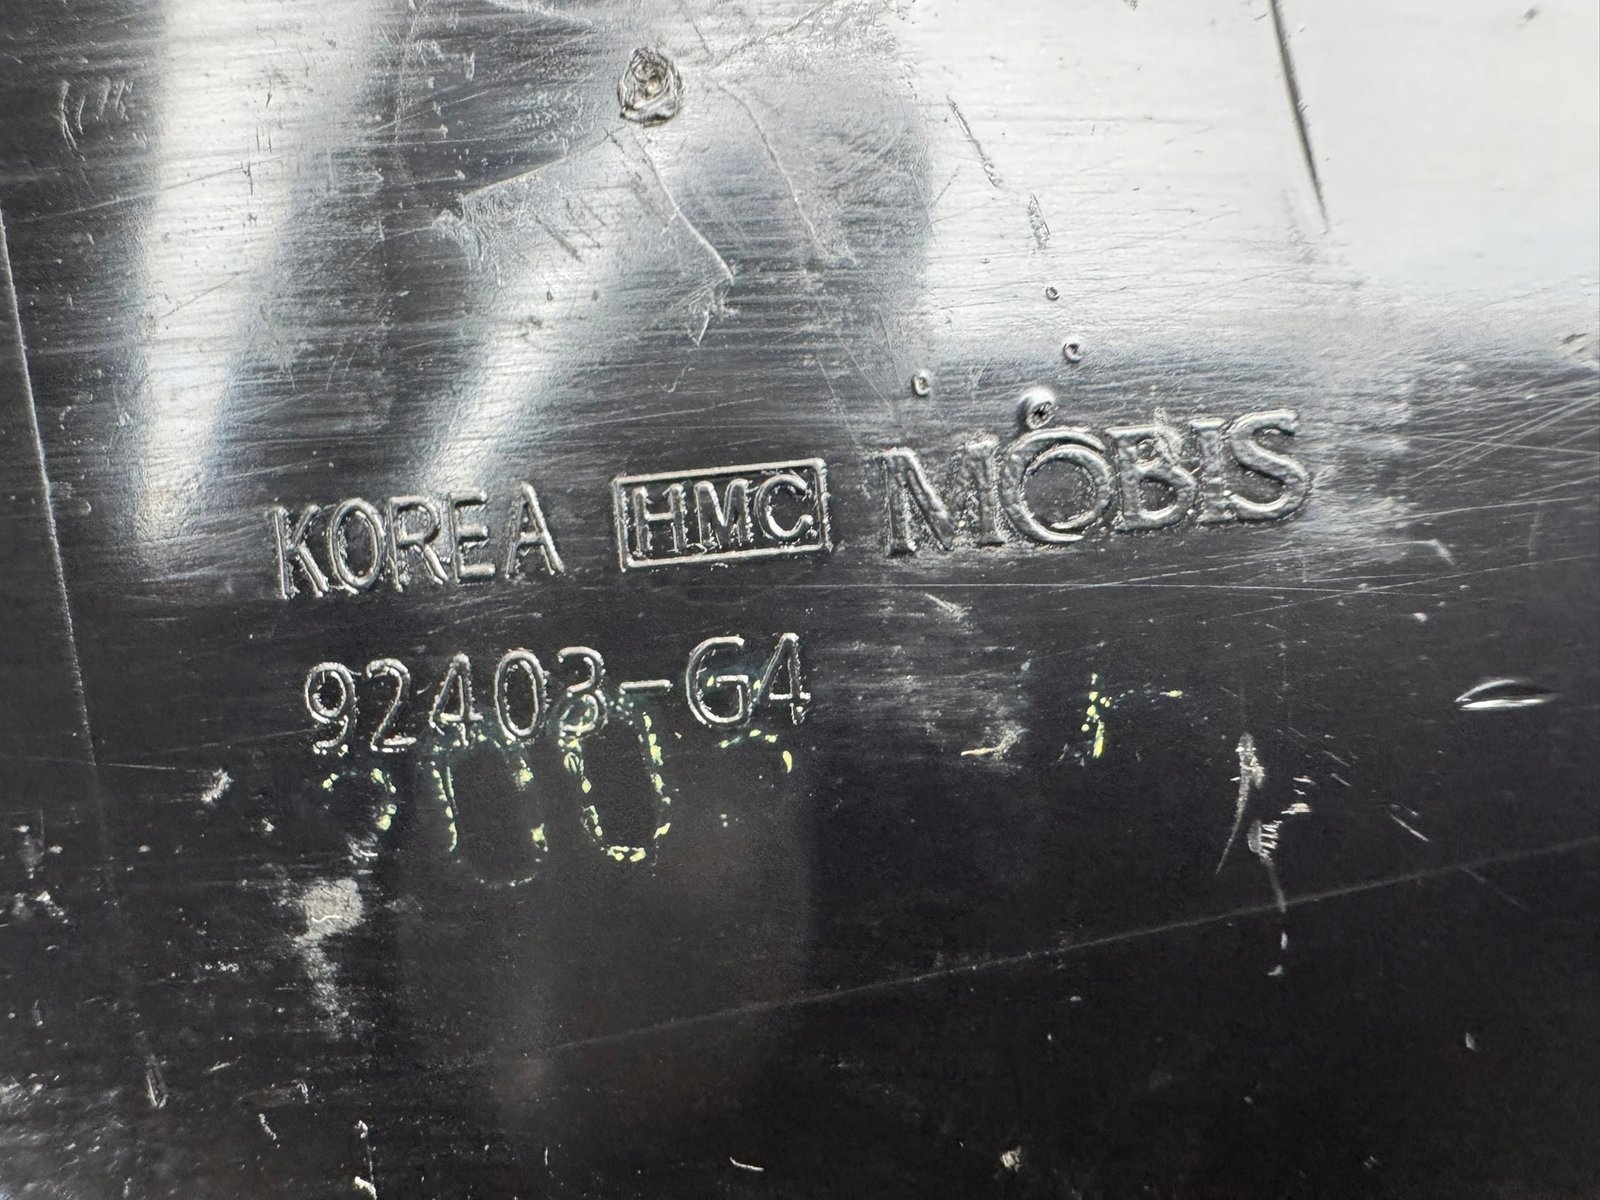 KOREA HMC MOBIS
92403-G4